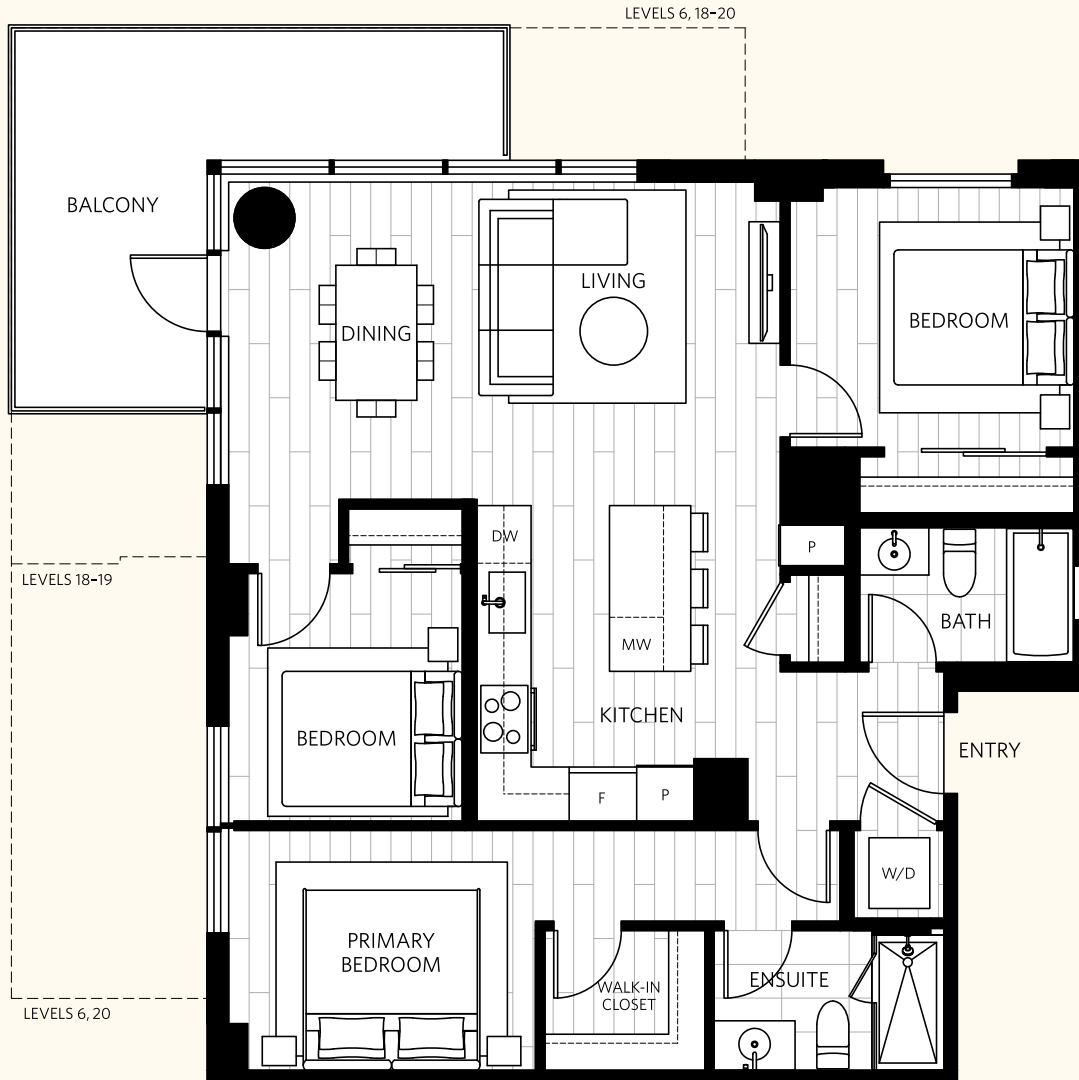 LEVELS 6, 18-20
BALCONY
LIVING
BEDROOM
DINING
DW
P
LEVELS 18-19
BATH
MW
KITCHEN
BEDROOM
ENTRY
F
P
W/D
PRIMARY
BEDROOM
ENSUITE
WALK-IN
CLOSET
LEVELS 6, 20